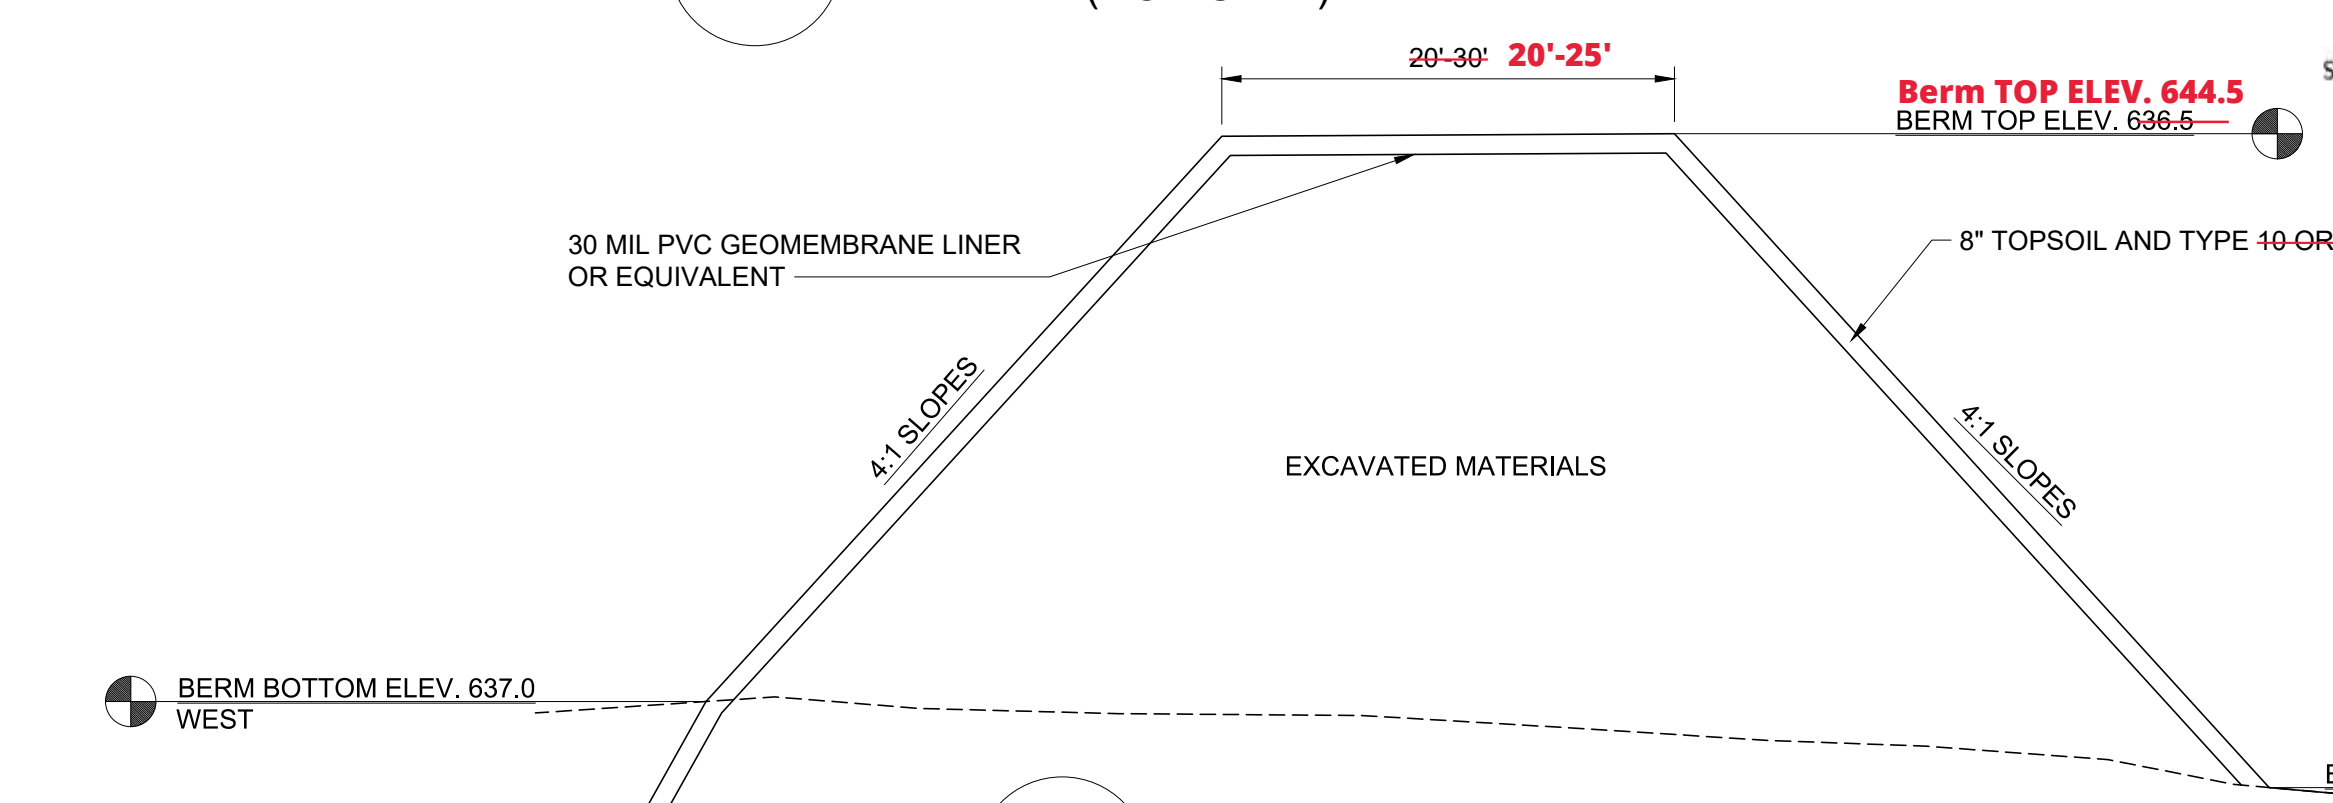 20'-30' 20'-25'
Berm TOP ELEV. 644.5
BERM TOP ELEV. 636.5
30 MIL PVC GEOMEMBRANE LINER
OR EQUIVALENT
8" TOPSOIL AND TYPE 10 OR
4:1 SLOPES
4:1 SLOPES
EXCAVATED MATERIALS
BERM BOTTOM ELEV. 637.0
WEST